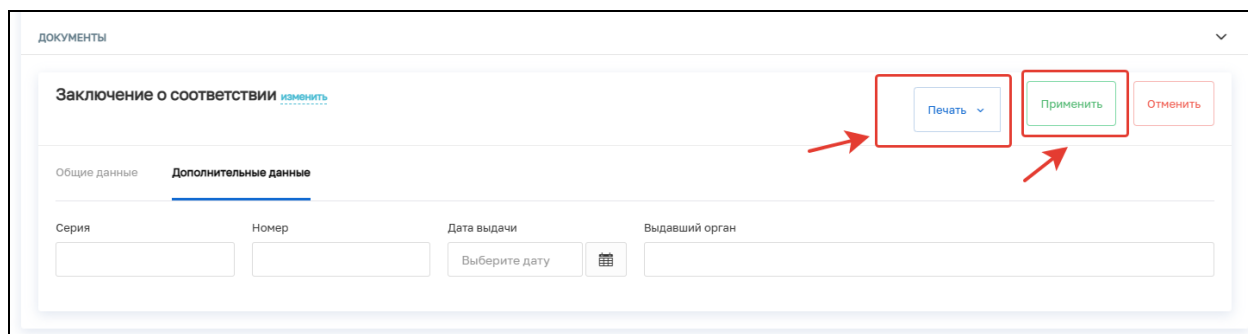 ДОКУМЕНТЫ
Заключение о соответствии изменить
Печать
Применить
Отменить
Общие данные
Дополнительные данные
Серия
Номер
Дата выдачи
Выдавший орган
Выберите дату